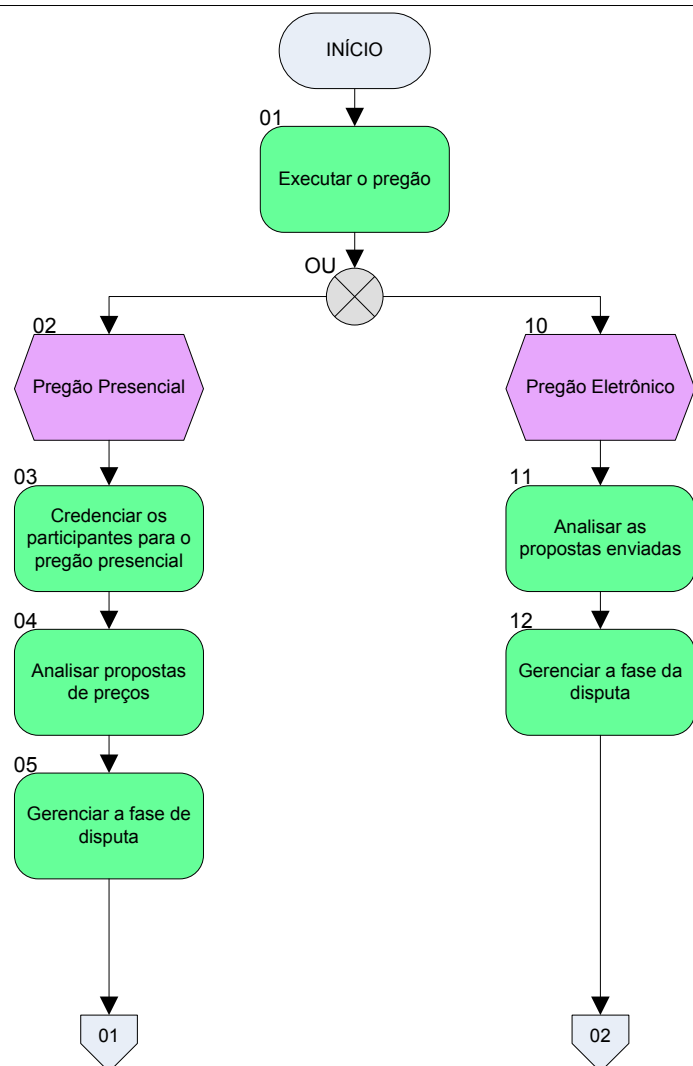 INÍCIO
01
Executar o pregão
OU
02
Pregão Presencial
10
Pregão Eletrônico
03
Credenciar os
participantes para o
pregão presencial
11
Analisar as
propostas enviadas
04
Analisar propostas
de preços
12
Gerenciar a fase da
disputa
05
Gerenciar a fase de
disputa
01
02